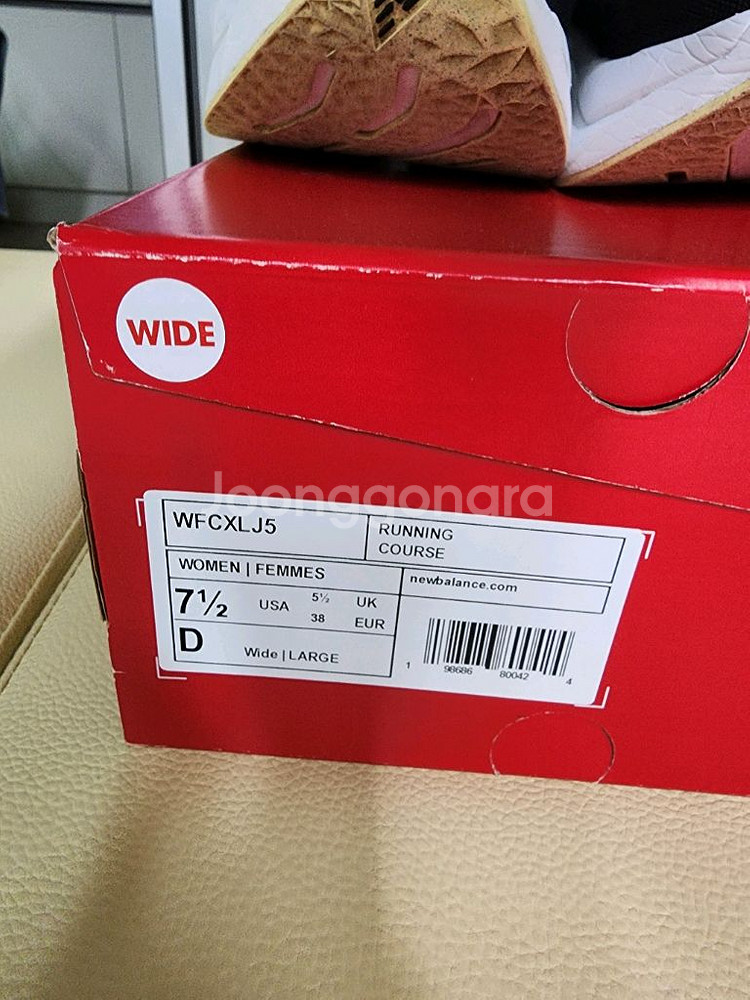 WIDE
Joonggonara
WFCXLJ5
RUNNING
COURSE
WOMEN | FEMMES
newbalance.com
7½ USA 5½ UK
38 EUR
D Wide | LARGE
1 98686 80042 4